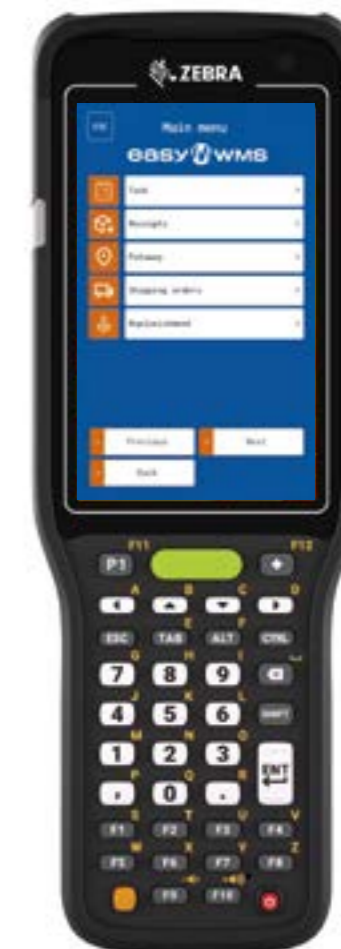 ZEBRA
Main menu
easy WMS
Task
Receipts
Putaway
Shipping orders
Replenishment
Previous Next
Back
F11 F12
P1
A B C D
E F
ESC TAB ALT CTRL
G H I
7 8 9
J K L
4 5 6 SHIFT
M N O
1 2 3 ENT
P Q R
, 0 .
S T U V
F1 F2 F3 F4
W X Y Z
F5 F6 F7 F8
F9 F10